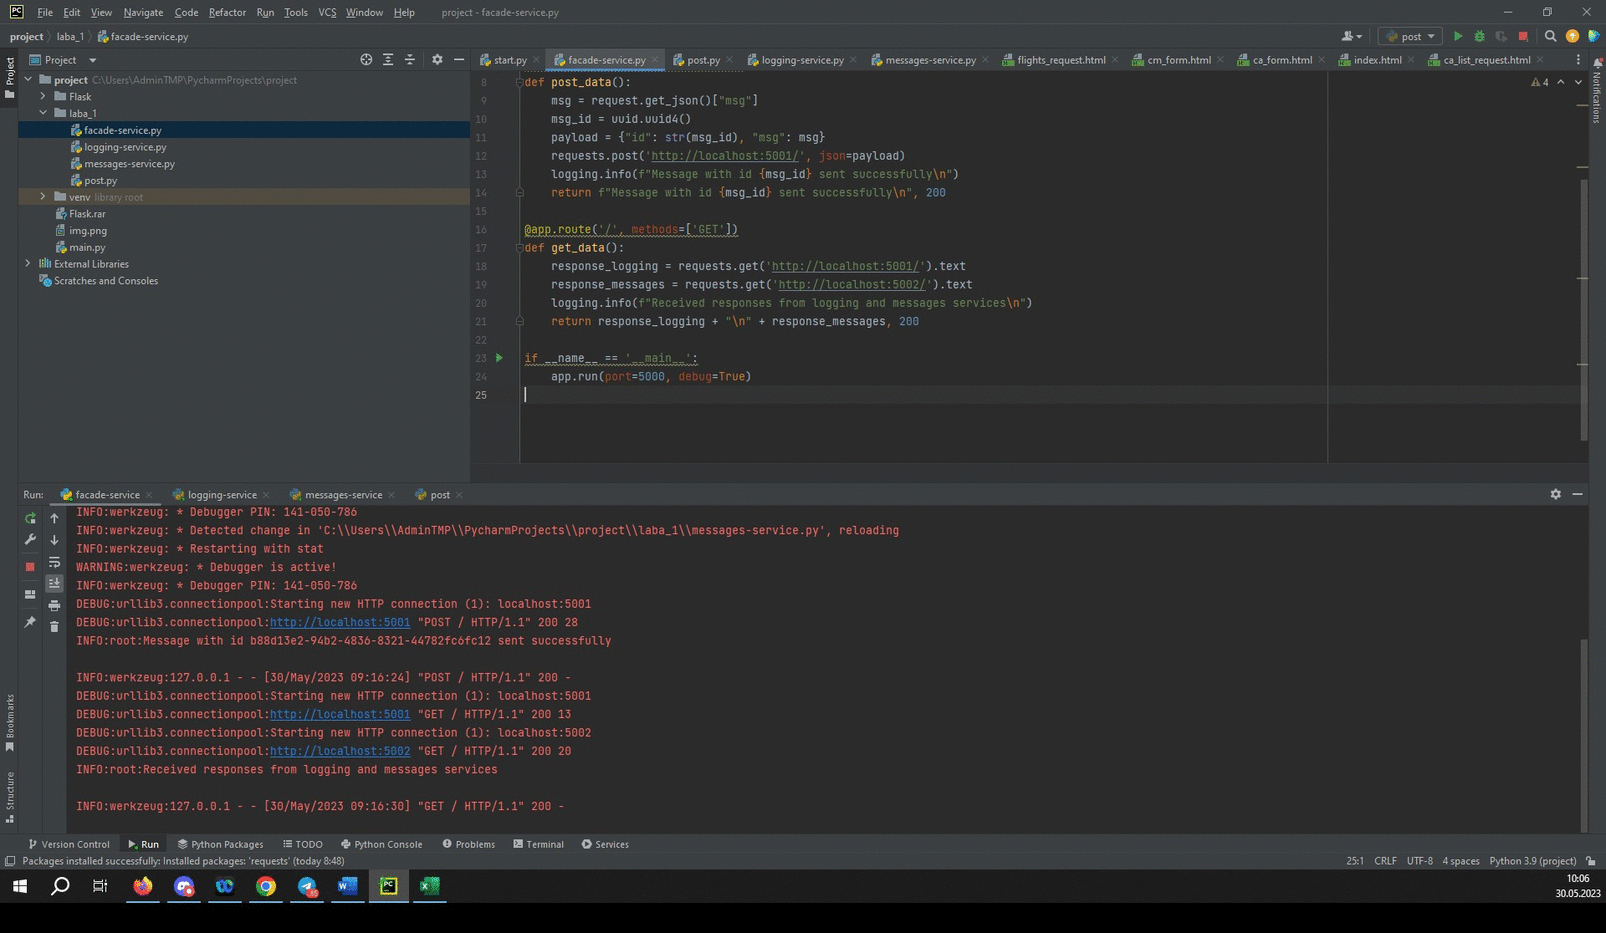 PC File Edit View Navigate Code Refactor Run Tools VCS Window Help project - facade-service.py
project laba_1 facade-service.py post
Project start.py facade-service.py post.py logging-service.py messages-service.py flights_request.html cm_form.html ca_form.html index.html ca_list_request.html
Project
Notifications
project C:\Users\AdminTMP\PycharmProjects\project
Flask
laba_1
facade-service.py
logging-service.py
messages-service.py
post.py
venv library root
Flask.rar
img.png
main.py
External Libraries
Scratches and Consoles
4
8 def post_data():
9 msg = request.get_json()["msg"]
10 msg_id = uuid.uuid4()
11 payload = {"id": str(msg_id), "msg": msg}
12 requests.post('http://localhost:5001/', json=payload)
13 logging.info(f"Message with id {msg_id} sent successfully\n")
14 return f"Message with id {msg_id} sent successfully\n", 200
15
16 @app.route('/', methods=['GET'])
17 def get_data():
18 response_logging = requests.get('http://localhost:5001/').text
19 response_messages = requests.get('http://localhost:5002/').text
20 logging.info(f"Received responses from logging and messages services\n")
21 return response_logging + "\n" + response_messages, 200
22
23 if __name__ == '__main__':
24 app.run(port=5000, debug=True)
25
Run: facade-service logging-service messages-service post
INFO:werkzeug: * Debugger PIN: 141-050-786
INFO:werkzeug: * Detected change in 'C:\\Users\\AdminTMP\\PycharmProjects\\project\\laba_1\\messages-service.py', reloading
INFO:werkzeug: * Restarting with stat
WARNING:werkzeug: * Debugger is active!
INFO:werkzeug: * Debugger PIN: 141-050-786
DEBUG:urllib3.connectionpool:Starting new HTTP connection (1): localhost:5001
DEBUG:urllib3.connectionpool:http://localhost:5001 "POST / HTTP/1.1" 200 28
INFO:root:Message with id b88d13e2-94b2-4836-8321-44782fc6fc12 sent successfully
INFO:werkzeug:127.0.0.1 - - [30/May/2023 09:16:24] "POST / HTTP/1.1" 200 -
DEBUG:urllib3.connectionpool:Starting new HTTP connection (1): localhost:5001
DEBUG:urllib3.connectionpool:http://localhost:5001 "GET / HTTP/1.1" 200 13
DEBUG:urllib3.connectionpool:Starting new HTTP connection (1): localhost:5002
DEBUG:urllib3.connectionpool:http://localhost:5002 "GET / HTTP/1.1" 200 20
INFO:root:Received responses from logging and messages services
INFO:werkzeug:127.0.0.1 - - [30/May/2023 09:16:30] "GET / HTTP/1.1" 200 -
Bookmarks
Structure
Version Control Run Python Packages TODO Python Console Problems Terminal Services
Packages installed successfully: Installed packages: 'requests' (today 8:48) 25:1 CRLF UTF-8 4 spaces Python 3.9 (project)
10:06
30.05.2023